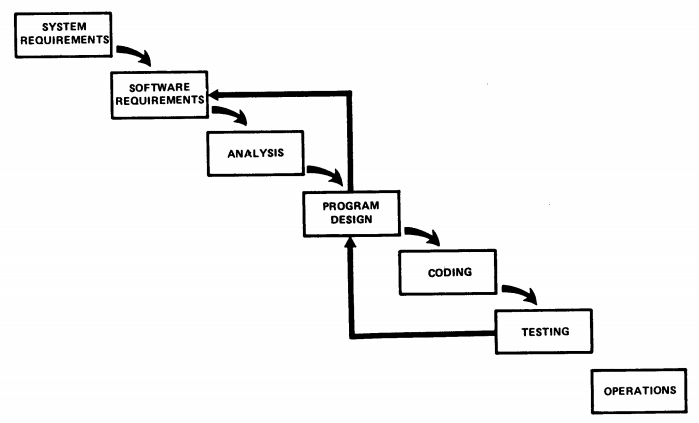 SYSTEM
REQUIREMENTS
SOFTWARE
REQUIREMENTS
ANALYSIS
PROGRAM
DESIGN
CODING
TESTING
OPERATIONS